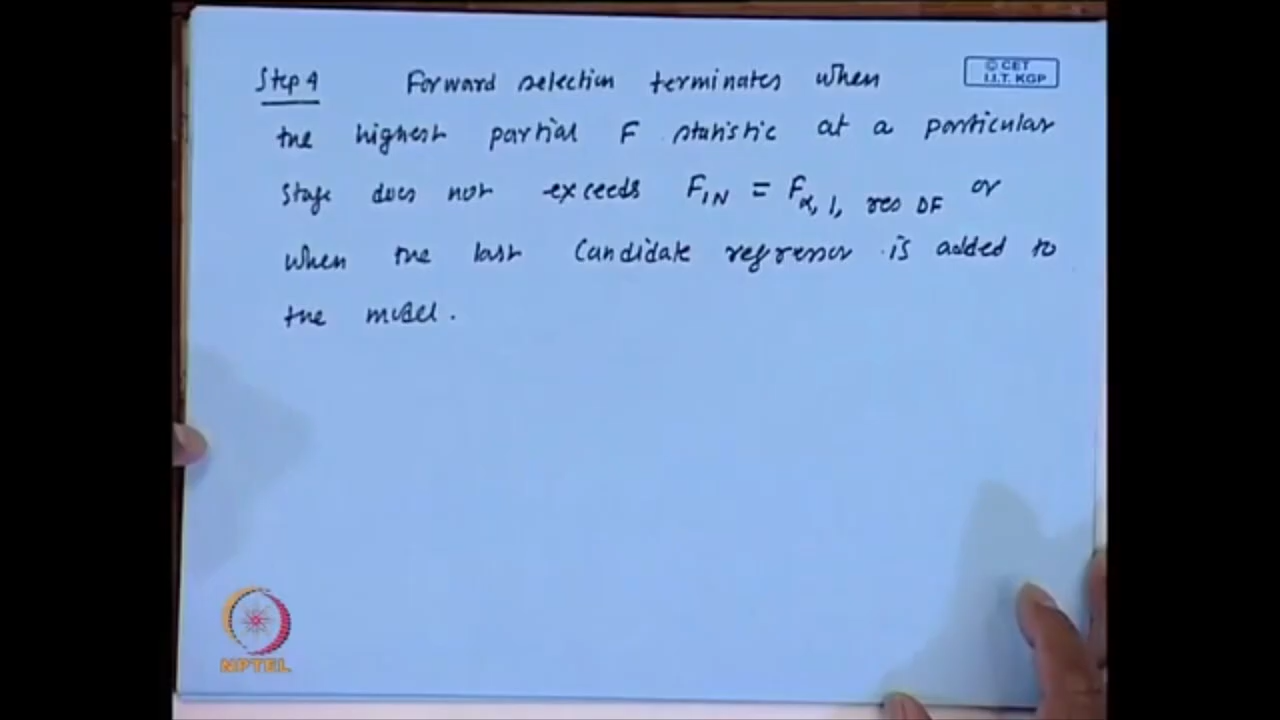 Step 4 Forward selection terminates when
© CET
I.I.T. KGP
the highest partial F statistic at a particular
stage does not exceeds F_IN = F_α, 1, res DF or
when the last candidate regressor is added to
the model.
NPTEL